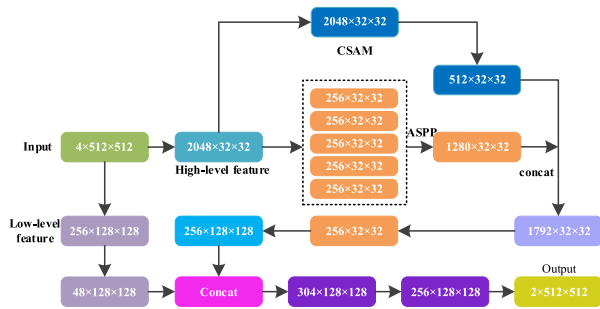 2048×32×32
CSAM
512×32×32
256×32×32
256×32×32
256×32×32
256×32×32
256×32×32
ASPP
Input
4×512×512
2048×32×32
High-level feature
1280×32×32
concat
Low-level
feature
256×128×128
256×128×128
256×32×32
1792×32×32
48×128×128
Concat
304×128×128
256×128×128
Output
2×512×512